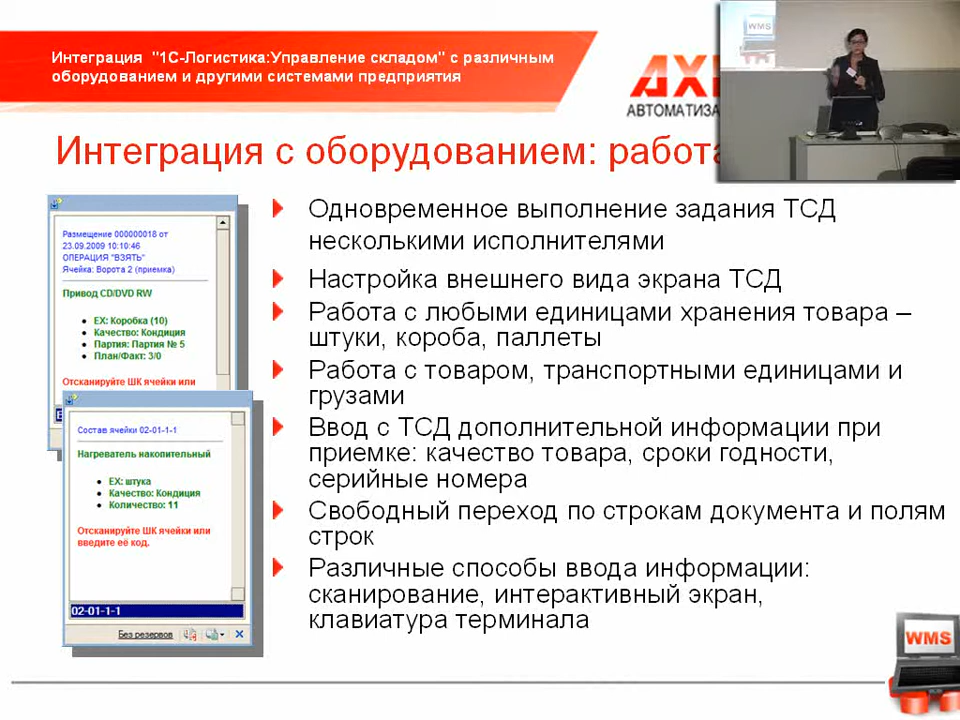 Интеграция "1С-Логистика:Управление складом" с различным
оборудованием и другими системами предприятия
WMS
Интеграция с оборудованием:
Размещение 000000018 от
23.09.2009 10:10:46
ОПЕРАЦИЯ "ВЗЯТЬ"
Ячейка: Ворота 2 (приемка)
Привод CD/DVD RW
ЕХ: Коробка (10)
Качество: Кондиция
Партия: Партия № 5
План/Факт: 3/0
Отсканируйте ШК ячейки или
Состав ячейки 02-01-1-1
Нагреватель накопительный
ЕХ: штука
Качество: Кондиция
Количество: 11
Отсканируйте ШК ячейки или
введите её код.
02-01-1-1
Без резервов
Одновременное выполнение задания ТСД
несколькими исполнителями
Настройка внешнего вида экрана ТСД
Работа с любыми единицами хранения товара –
штуки, короба, паллеты
Работа с товаром, транспортными единицами и
грузами
Ввод с ТСД дополнительной информации при
приемке: качество товара, сроки годности,
серийные номера
Свободный переход по строкам документа и полям
строк
Различные способы ввода информации:
сканирование, интерактивный экран,
клавиатура терминала
WMS